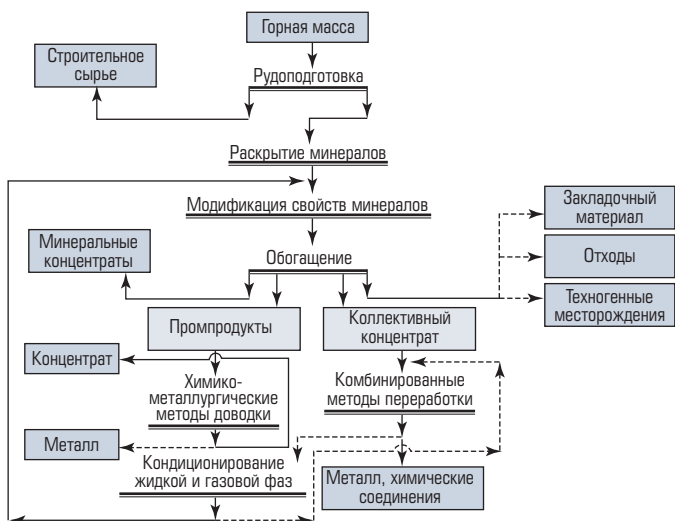 Горная масса
Строительное
сырье
Рудоподготовка
Раскрытие минералов
Модификация свойств минералов
Закладочный
материал
Минеральные
концентраты
Обогащение
Отходы
Техногенные
месторождения
Промпродукты
Коллективный
концентрат
Концентрат
Химико-
металлургические
методы доводки
Комбинированные
методы переработки
Металл
Кондиционирование
жидкой и газовой фаз
Металл, химические
соединения